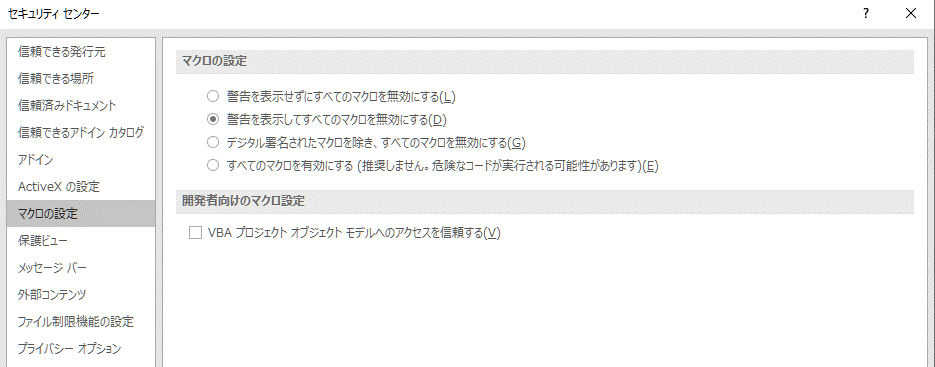 セキュリティ センター
?
信頼できる発行元
信頼できる場所
信頼済みドキュメント
信頼できるアドイン カタログ
アドイン
ActiveX の設定
マクロの設定
保護ビュー
メッセージ バー
外部コンテンツ
ファイル制限機能の設定
プライバシー オプション
マクロの設定
警告を表示せずにすべてのマクロを無効にする(L)
警告を表示してすべてのマクロを無効にする(D)
デジタル署名されたマクロを除き、すべてのマクロを無効にする(G)
すべてのマクロを有効にする (推奨しません。危険なコードが実行される可能性があります)(E)
開発者向けのマクロ設定
VBA プロジェクト オブジェクト モデルへのアクセスを信頼する(V)